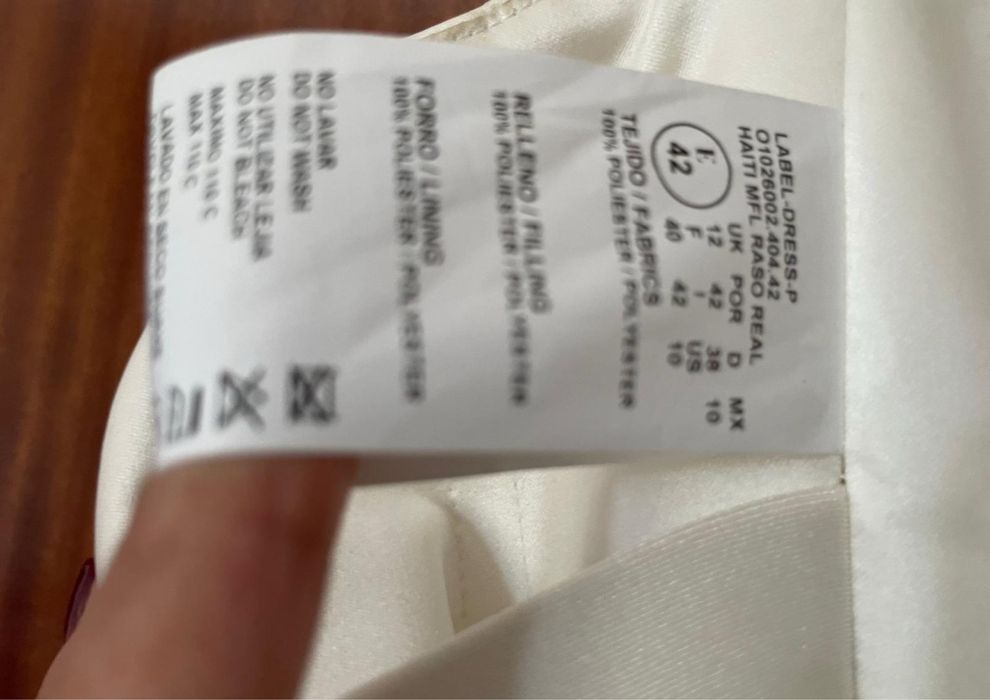 LABEL-DRESS-P
O1026002.404.42
HAITI MFL RASO REAL
UK POR D MX
12 42 38 10
E
42
F I US
40 42 10
TEJIDO / FABRICS
100% POLIESTER / POLYESTER
RELLENO / FILLING
100% POLIESTER / POLYESTER
FORRO / LINING
100% POLIESTER / POLYESTER
NO LAVAR
DO NOT WASH
NO UTILIZAR LEJIA
DO NOT BLEACH
MAXIMO 110 C
MAX 110 C
LAVADO EN SECO